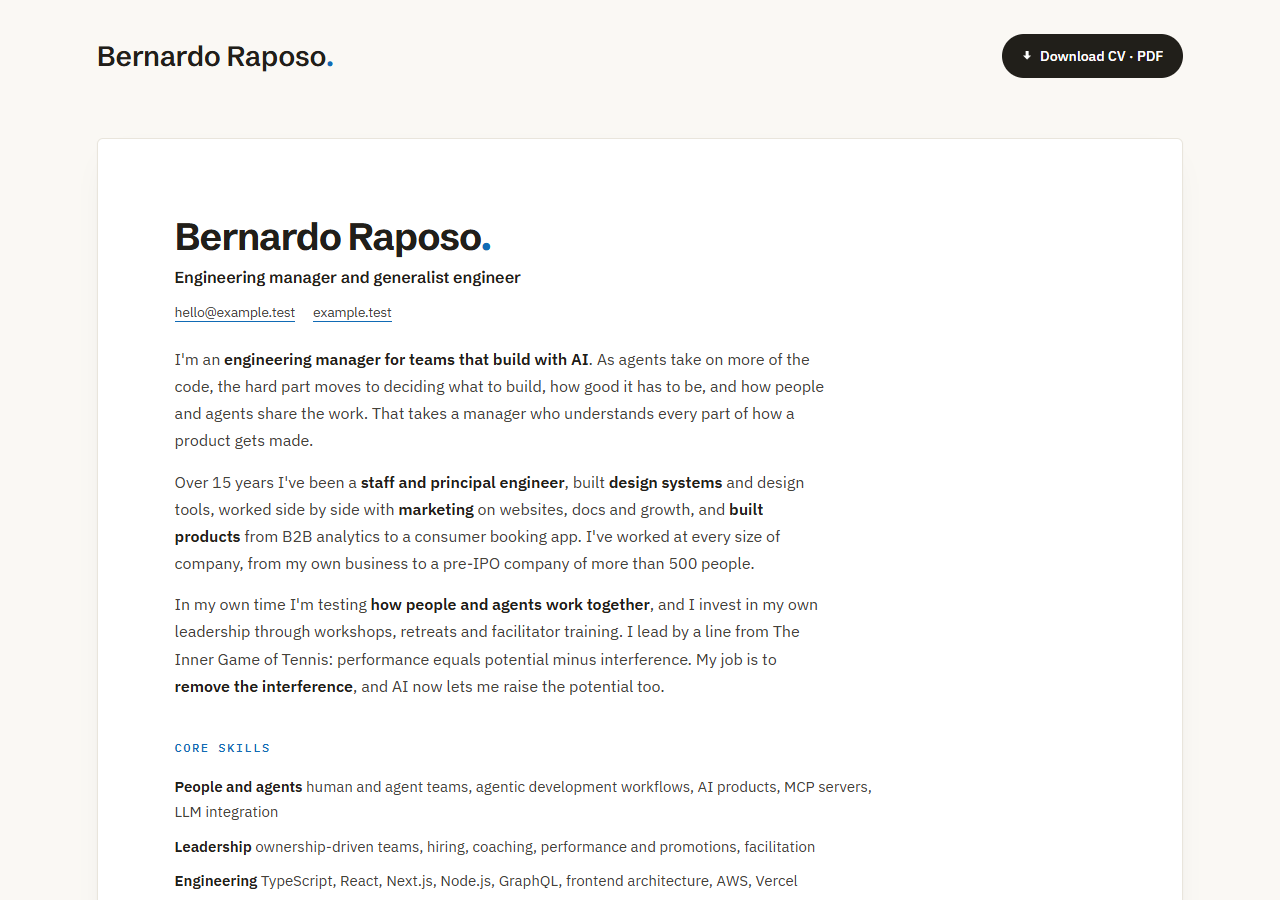 Bernardo Raposo.
Download CV · PDF
Bernardo Raposo.
Engineering manager and generalist engineer
hello@example.test example.test
I'm an engineering manager for teams that build with AI. As agents take on more of the
code, the hard part moves to deciding what to build, how good it has to be, and how people
and agents share the work. That takes a manager who understands every part of how a
product gets made.
Over 15 years I've been a staff and principal engineer, built design systems and design
tools, worked side by side with marketing on websites, docs and growth, and built
products from B2B analytics to a consumer booking app. I've worked at every size of
company, from my own business to a pre-IPO company of more than 500 people.
In my own time I'm testing how people and agents work together, and I invest in my own
leadership through workshops, retreats and facilitator training. I lead by a line from The
Inner Game of Tennis: performance equals potential minus interference. My job is to
remove the interference, and AI now lets me raise the potential too.
CORE SKILLS
People and agents human and agent teams, agentic development workflows, AI products, MCP servers,
LLM integration
Leadership ownership-driven teams, hiring, coaching, performance and promotions, facilitation
Engineering TypeScript, React, Next.js, Node.js, GraphQL, frontend architecture, AWS, Vercel